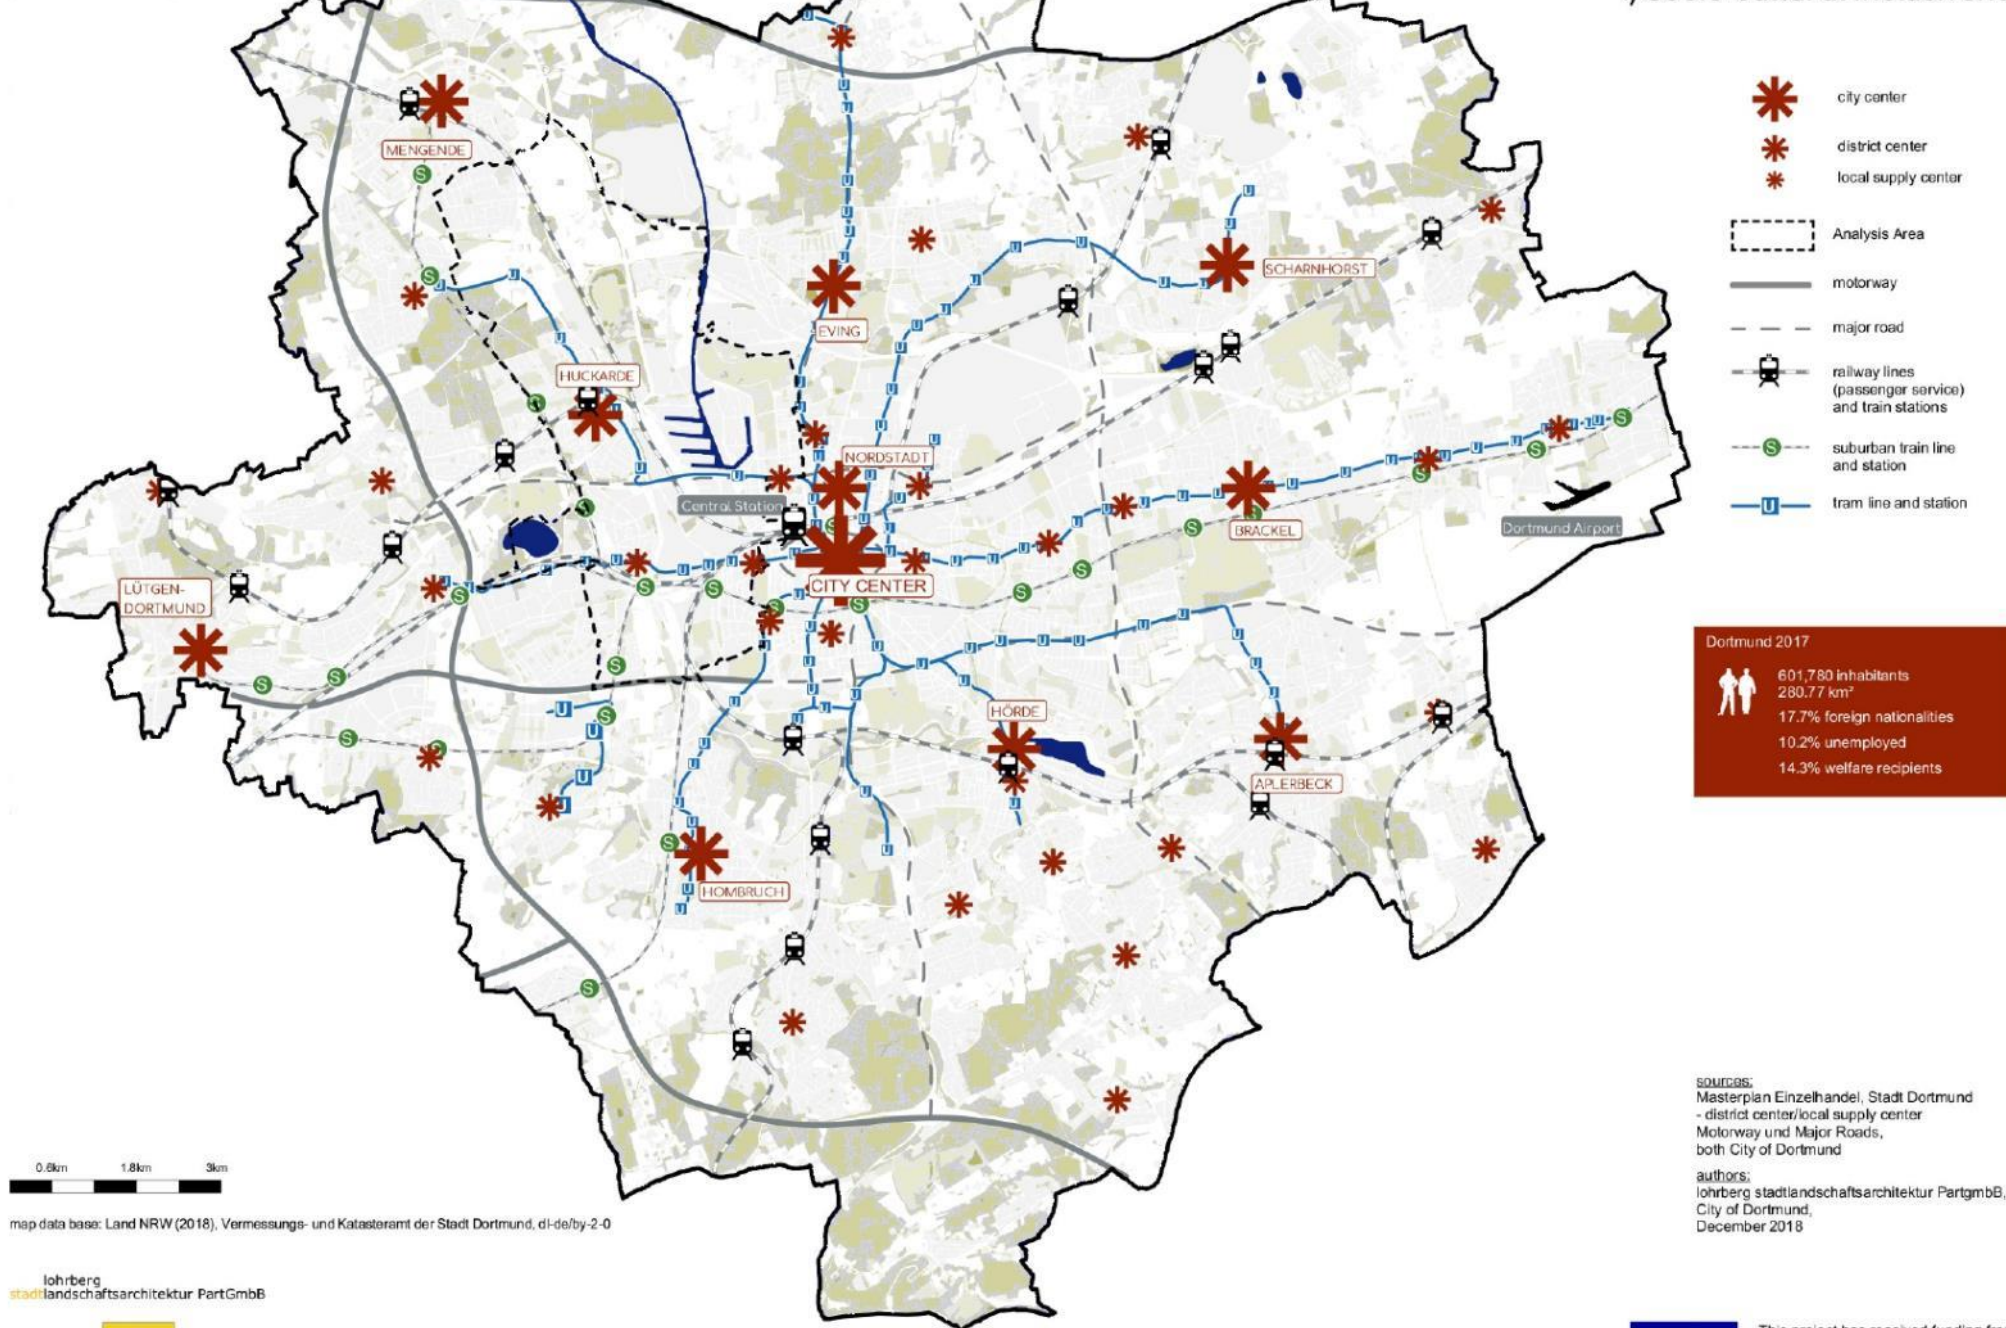 MENGENDE
SCHARNHORST
EVING
HUCKARDE
NORDSTADT
Central Station
BRACKEL
Dortmund Airport
CITY CENTER
LÜTGEN-
DORTMUND
HÖRDE
APLERBECK
HOMBRUCH
city center
district center
local supply center
Analysis Area
motorway
major road
railway lines
(passenger service)
and train stations
S
suburban train line
and station
U
tram line and station
Dortmund 2017
601,780 inhabitants
280.77 km²
17.7% foreign nationalities
10.2% unemployed
14.3% welfare recipients
sources:
Masterplan Einzelhandel, Stadt Dortmund
- district center/local supply center
Motorway und Major Roads,
both City of Dortmund
authors:
lohrberg stadtlandschaftsarchitektur PartgmbB,
City of Dortmund,
December 2018
0.6km 1.8km 3km
map data base: Land NRW (2018), Vermessungs- und Katasteramt der Stadt Dortmund, dl-de/by-2-0
lohrberg
stadtlandschaftsarchitektur PartGmbB
This project has received funding